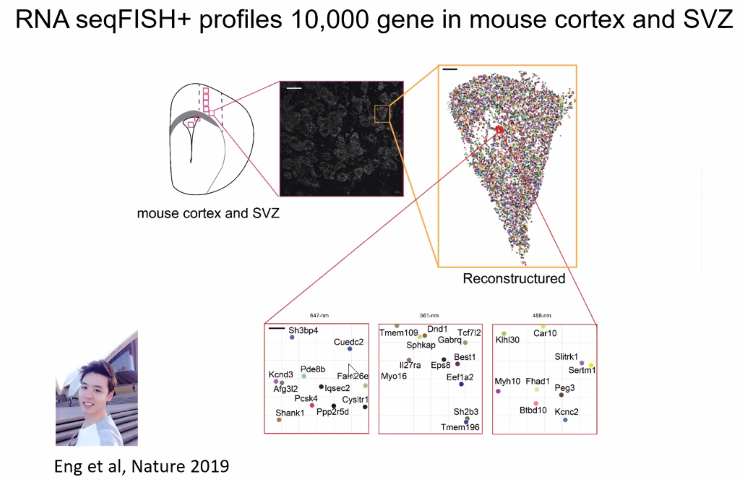 RNA seqFISH+ profiles 10,000 gene in mouse cortex and SVZ
mouse cortex and SVZ
Reconstructured
647-nm
561-nm
488-nm
Sh3bp4
Cuedc2
Pde8b
Kcnd3
Afg3l2
Iqsec2
Pcsk4
Cysltr1
Shank1
Ppp2r5d
Tmem109
Dnd1
Tcf7l2
Sphkap
Gabrq
Il27ra
Eps8
Best1
Myo16
Eef1a2
Sh2b3
Tmem196
Klhl30
Car10
Slitrk1
Sertm1
Myh10
Fhad1
Peg3
Btbd10
Kcnc2
Eng et al, Nature 2019